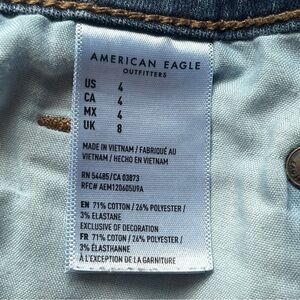 AMERICAN EAGLE
OUTFITTERS
US 4
CA 4
MX 4
UK 8
MADE IN VIETNAM / FABRIQUÉ AU
VIETNAM / HECHO EN VIETNAM
RN 54485/CA 03873
RFC# AEM120605U9A
EN 71% COTTON / 26% POLYESTER /
3% ELASTANE
EXCLUSIVE OF DECORATION
FR 71% COTON / 26% POLYESTER /
3% ÉLASTHANNE
À L'EXCEPTION DE LA GARNITURE